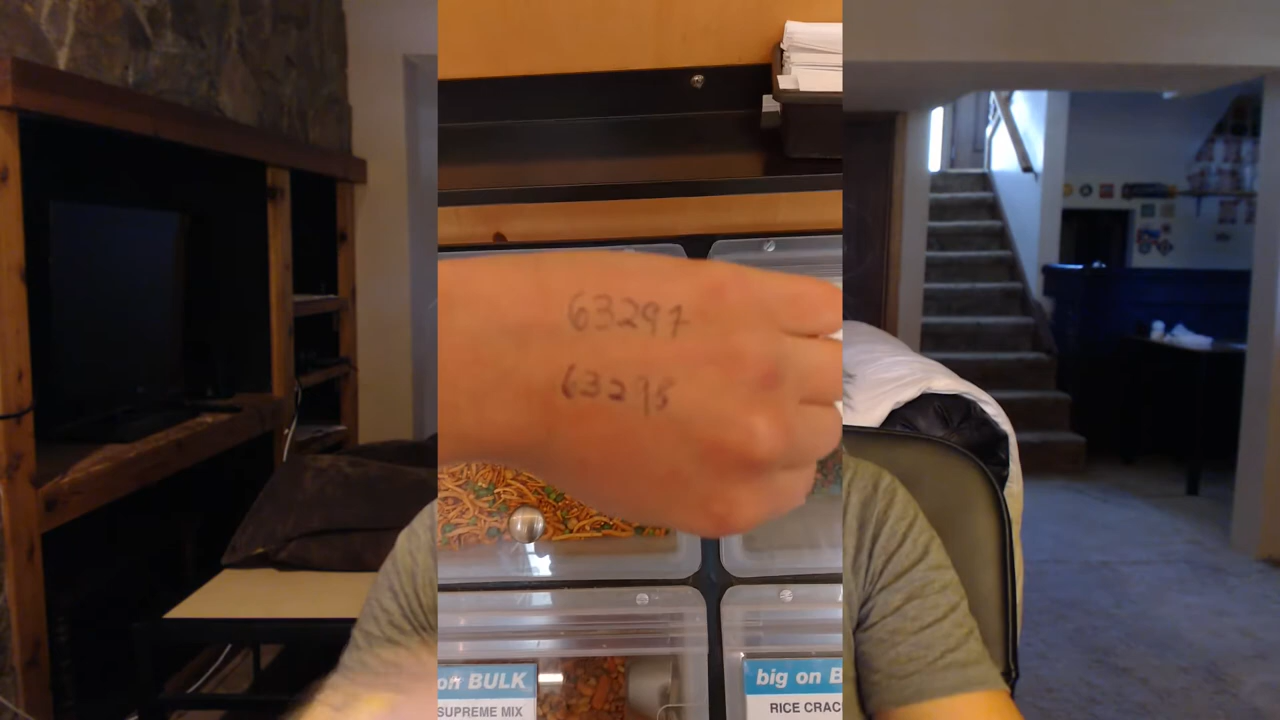 63297
63295
on BULK
SUPREME MIX
big on B
RICE CRAC